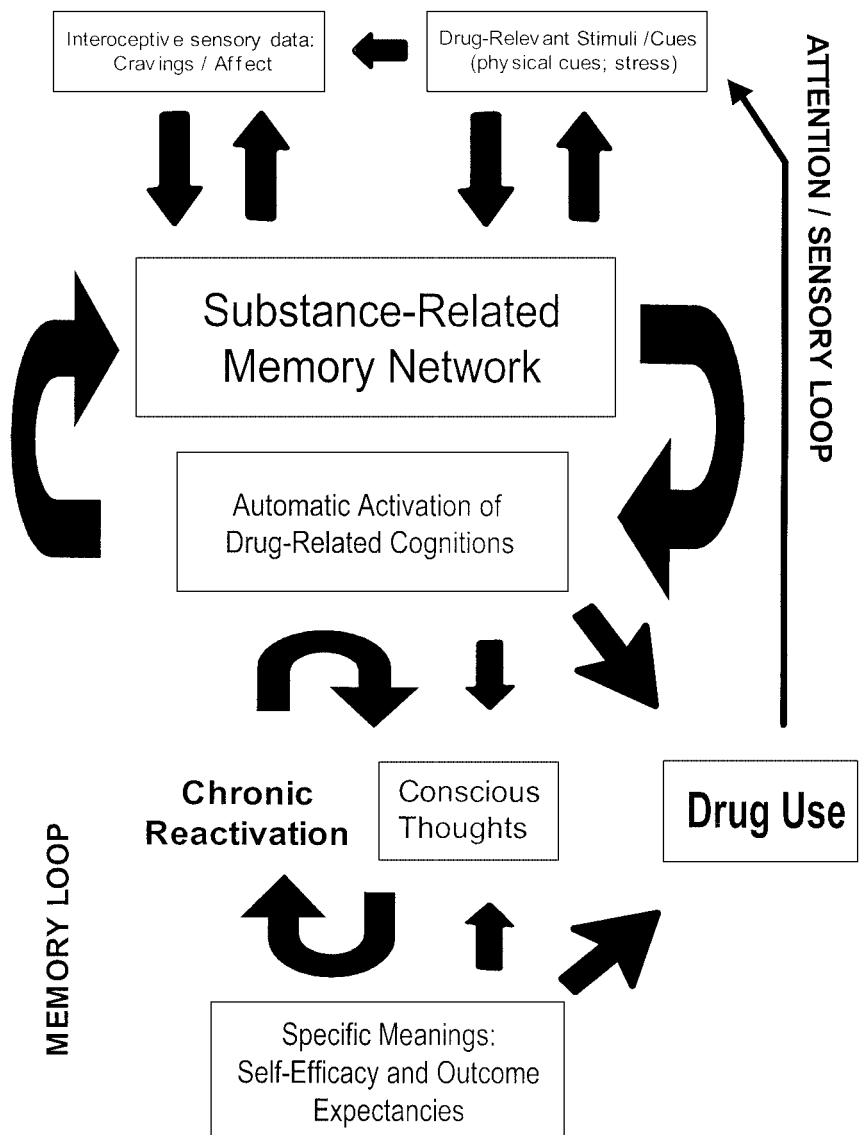 Interoceptive sensory data:
Cravings / Affect
Drug-Relevant Stimuli /Cues
(physical cues; stress)
ATTENTION / SENSORY LOOP
Substance-Related
Memory Network
Automatic Activation of
Drug-Related Cognitions
Chronic
Reactivation
Conscious
Thoughts
Drug Use
MEMORY LOOP
Specific Meanings:
Self-Efficacy and Outcome
Expectancies